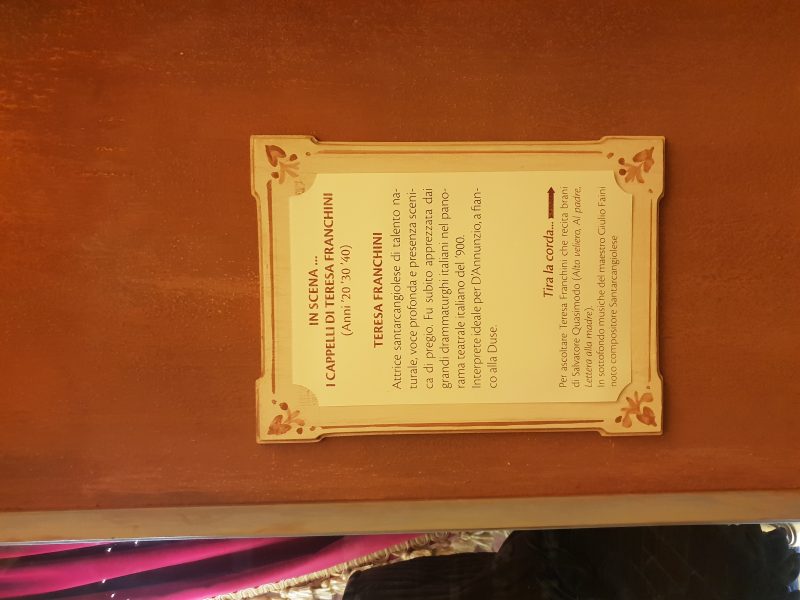 IN SCENA ...
I CAPPELLI DI TERESA FRANCHINI
(Anni '20 '30 '40)
TERESA FRANCHINI
Attrice santarcangiolese di talento na-
turale, voce profonda e presenza sceni-
ca di pregio. Fu subito apprezzata dai
grandi drammaturghi italiani nel pano-
rama teatrale italiano del '900.
Interprete ideale per D'Annunzio, a fian-
co alla Duse.
Tira la corda...
Per ascoltare Teresa Franchini che recita brani
di Salvatore Quasimodo (Alto veliero, Al padre,
Lettera alla madre).
In sottofondo musiche del maestro Giulio Faini
noto compositore Santarcangiolese